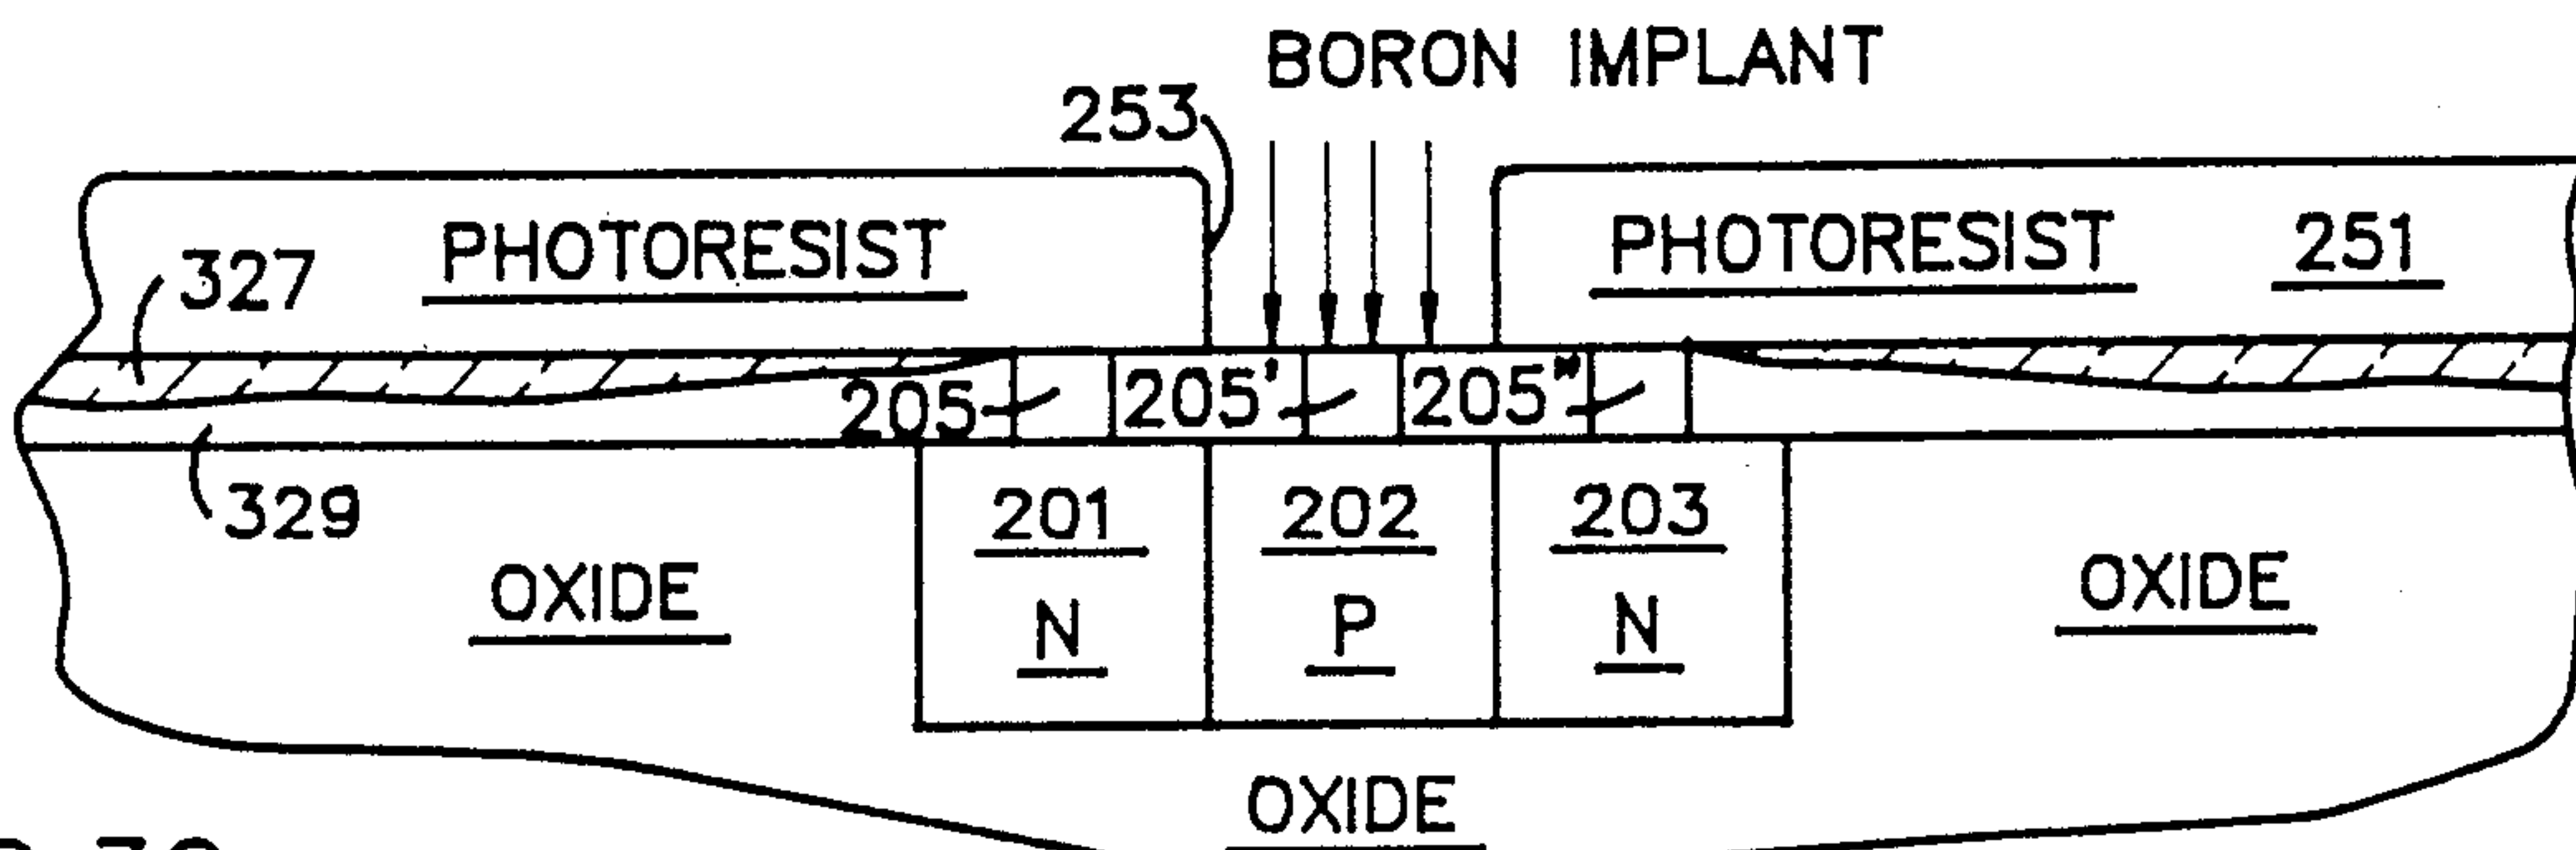 BORON IMPLANT
253
PHOTORESIST
PHOTORESIST 251
327
205 205' 205"
329
201 202 203
OXIDE N P N OXIDE
OXIDE